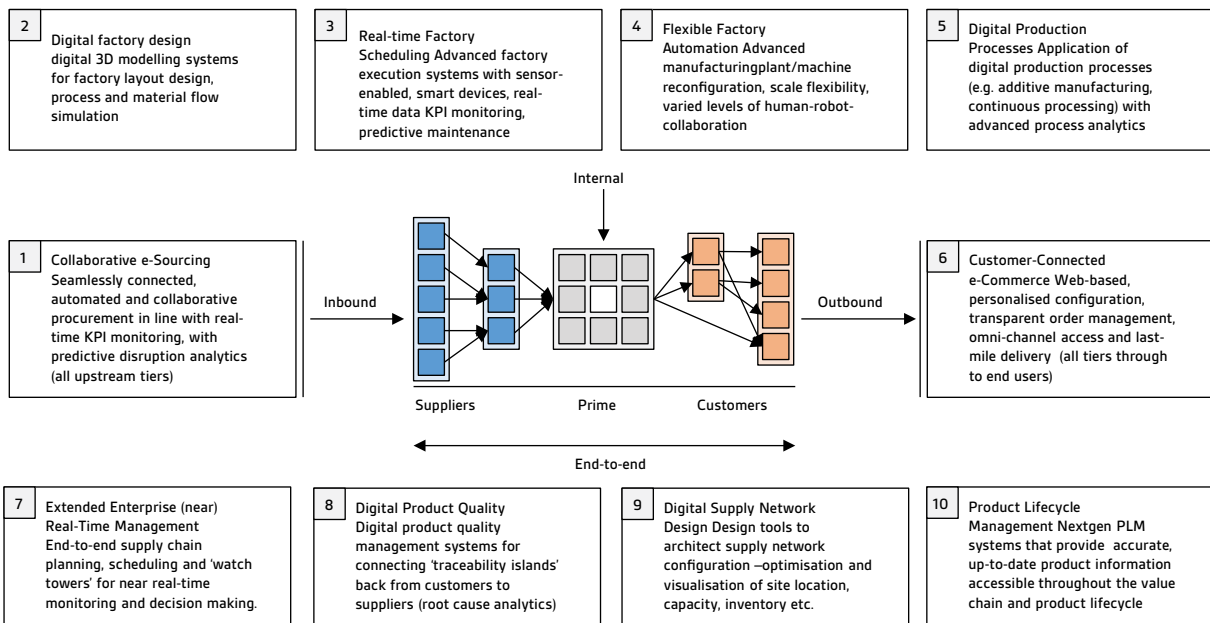 2
Digital factory design
digital 3D modelling systems
for factory layout design,
process and material flow
simulation
3
Real-time Factory
Scheduling Advanced factory
execution systems with sensor-
enabled, smart devices, real-
time data KPI monitoring,
predictive maintenance
4
Flexible Factory
Automation Advanced
manufacturingplant/machine
reconfiguration, scale flexibility,
varied levels of human-robot-
collaboration
5
Digital Production
Processes Application of
digital production processes
(e.g. additive manufacturing,
continuous processing) with
advanced process analytics
Internal
1
Collaborative e-Sourcing
Seamlessly connected,
automated and collaborative
procurement in line with real-
time KPI monitoring, with
predictive disruption analytics
(all upstream tiers)
Inbound
Outbound
6
Customer-Connected
e-Commerce Web-based,
personalised configuration,
transparent order management,
omni-channel access and last-
mile delivery (all tiers through
to end users)
Suppliers
Prime
Customers
End-to-end
7
Extended Enterprise (near)
Real-Time Management
End-to-end supply chain
planning, scheduling and ‘watch
towers’ for near real-time
monitoring and decision making.
8
Digital Product Quality
Digital product quality
management systems for
connecting ‘traceability islands’
back from customers to
suppliers (root cause analytics)
9
Digital Supply Network
Design Design tools to
architect supply network
configuration –optimisation and
visualisation of site location,
capacity, inventory etc.
10
Product Lifecycle
Management Nextgen PLM
systems that provide accurate,
up-to-date product information
accessible throughout the value
chain and product lifecycle